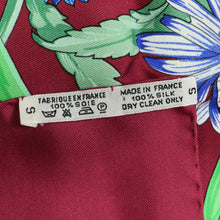 S
FABRIQUE EN FRANCE
100% SOIE
MADE IN FRANCE
100% SILK
DRY CLEAN ONLY
S